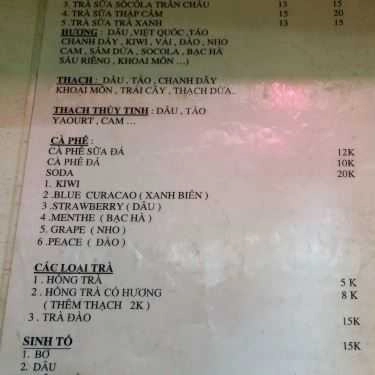 3. TRÀ SỮA SÔCÔLA TRÂN CHÂU 13 15
4. TRÀ SỮA THẬP CẨM 15 20
5. TRÀ SỮA TRÀ XANH 13 15
HƯƠNG : DÂU ,VIỆT QUỐC ,TÁO
CHANH DÂY , KIWI , VẢI , ĐÀO , NHO
CAM , SẦM DỨA , SOCOLA , BẠC HÀ
SẦU RIÊNG , KHOAI MÔN …)
THẠCH : DÂU , TÁO , CHANH DÂY
KHOAI MÔN , TRÁI CÂY , THẠCH DỪA..
THẠCH THỦY TINH : DÂU , TÁO
YAOURT , CAM …
CÀ PHÊ :
CÀ PHÊ SỮA ĐÁ 12K
CÀ PHÊ ĐÁ 10K
SODA 20K
1. KIWI
2 .BLUE CURACAO ( XANH BIỂN )
3 .STRAWBERRY ( DÂU )
4 .MENTHE ( BẠC HÀ )
5. GRAPE ( NHO )
6 .PEACE ( ĐÀO )
CÁC LOẠI TRÀ
1 . HỒNG TRÀ 5 K
2 . HỒNG TRÀ CÓ HƯƠNG 8 K
( THÊM THẠCH 2K )
3 . TRÀ ĐÀO 15K
SINH TỐ
1. BƠ 15K
2. DÂU